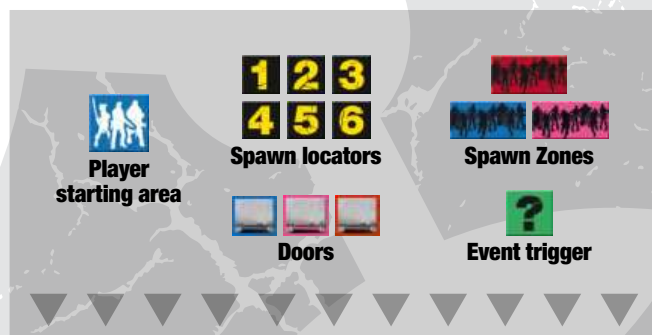 1 2 3
4 5 6
Spawn locators
Spawn Zones
Player
starting area
Doors
?
Event trigger